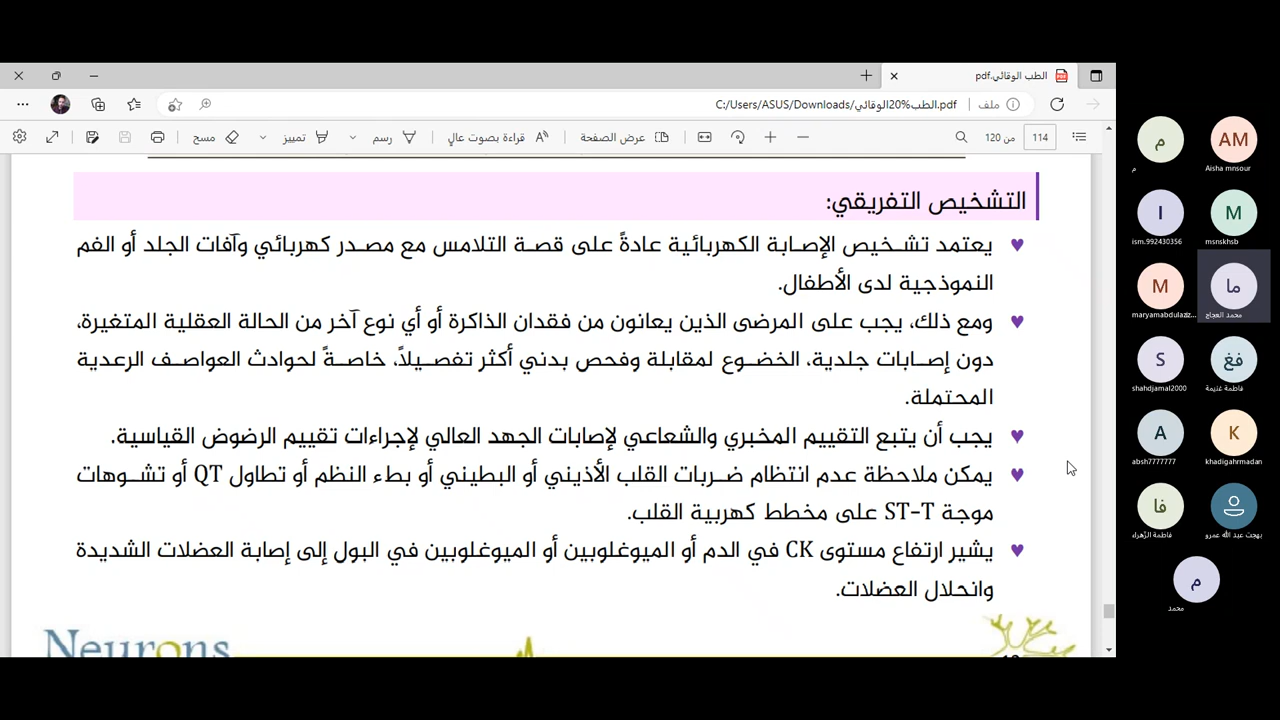 الطب الوقائي.pdf
ملف
C:/Users/ASUS/Downloads/الطب%20الوقائي.pdf
114
من 120
عرض الصفحة
قراءة بصوت عالٍ
رسم
تمييز
مسح
التشخيص التفريقي:
يعتمد تشخيص الإصابة الكهربائية عادةً على قصة التلامس مع مصدر كهربائي وآفات الجلد أو الفم
النموذجية لدى الأطفال.
ومع ذلك، يجب على المرضى الذين يعانون من فقدان الذاكرة أو أي نوع آخر من الحالة العقلية المتغيرة،
دون إصابات جلدية، الخضوع لمقابلة وفحص بدني أكثر تفصيلاً، خاصةً لحوادث العواصف الرعدية
المحتملة.
يجب أن يتبع التقييم المخبري والشعاعي لإصابات الجهد العالي لإجراءات تقييم الرضوض القياسية.
يمكن ملاحظة عدم انتظام ضربات القلب الأذيني أو البطيني أو بطء النظم أو تطاول QT أو تشوهات
موجة ST-T على مخطط كهربية القلب.
يشير ارتفاع مستوى CK في الدم أو الميوغلوبين أو الميوغلوبين في البول إلى إصابة العضلات الشديدة
وانحلال العضلات.
Neurons
م
AM
Aisha mnsour
م
I
M
ism.992430356
msnskhsb
M
ما
maryamabdulaziz...
محمد العجاج
S
فغ
shahdjamal2000
فاطمة غنيمة
A
K
absh7777777
khadigahrmadan
فا
فاطمة الزهراء
بهجت عبد الله عمرو
م
محمد